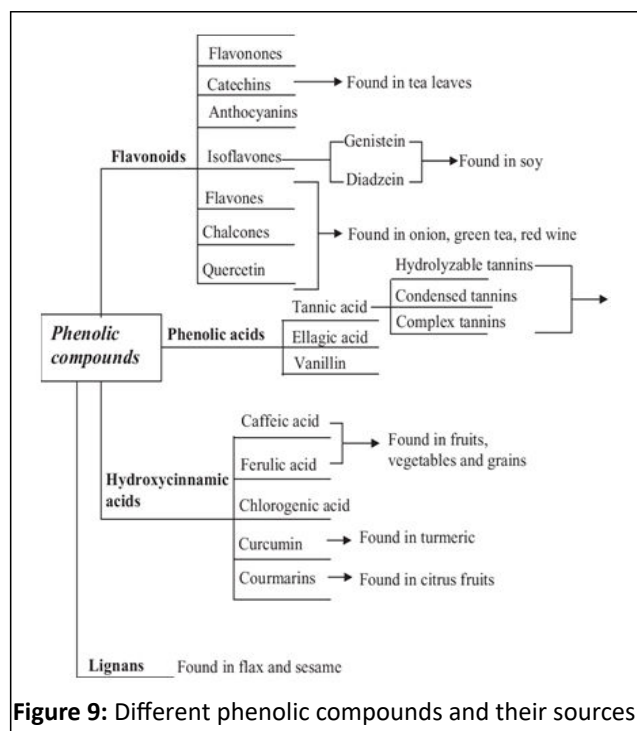 Flavonones
Catechins
Found in tea leaves
Anthocyanins
Genistein
Flavonoids
Isoflavones
Found in soy
Diadzein
Flavones
Chalcones
Found in onion, green tea, red wine
Quercetin
Hydrolyzable tannins
Tannic acid
Condensed tannins
Complex tannins
Phenolic
compounds
Phenolic acids
Ellagic acid
Vanillin
Caffeic acid
Found in fruits,
vegetables and grains
Ferulic acid
Hydroxycinnamic
acids
Chlorogenic acid
Curcumin
Found in turmeric
Courmarins
Found in citrus fruits
Lignans
Found in flax and sesame
Figure 9: Different phenolic compounds and their sources